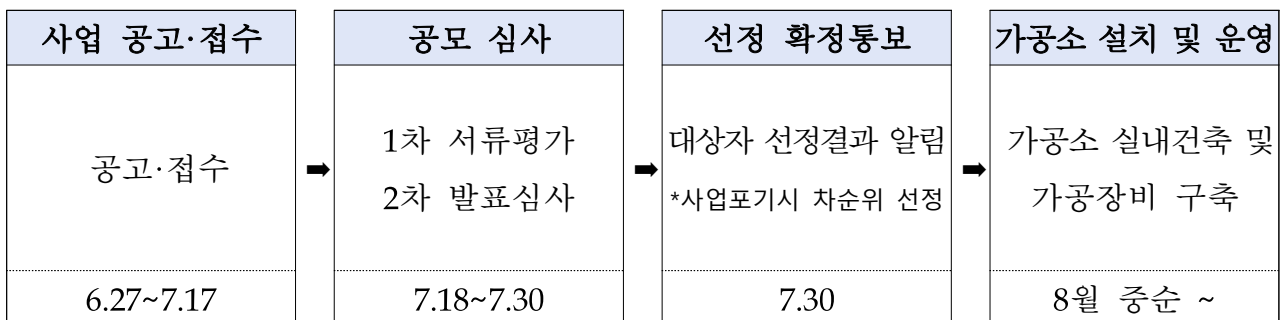 사업 공고·접수
공고·접수
6.27~7.17
➡
공모 심사
1차 서류평가
2차 발표심사
7.18~7.30
➡
선정 확정통보
대상자 선정결과 알림
*사업포기시 차순위 선정
7.30
➡
가공소 설치 및 운영
가공소 실내건축 및
가공장비 구축
8월 중순 ~